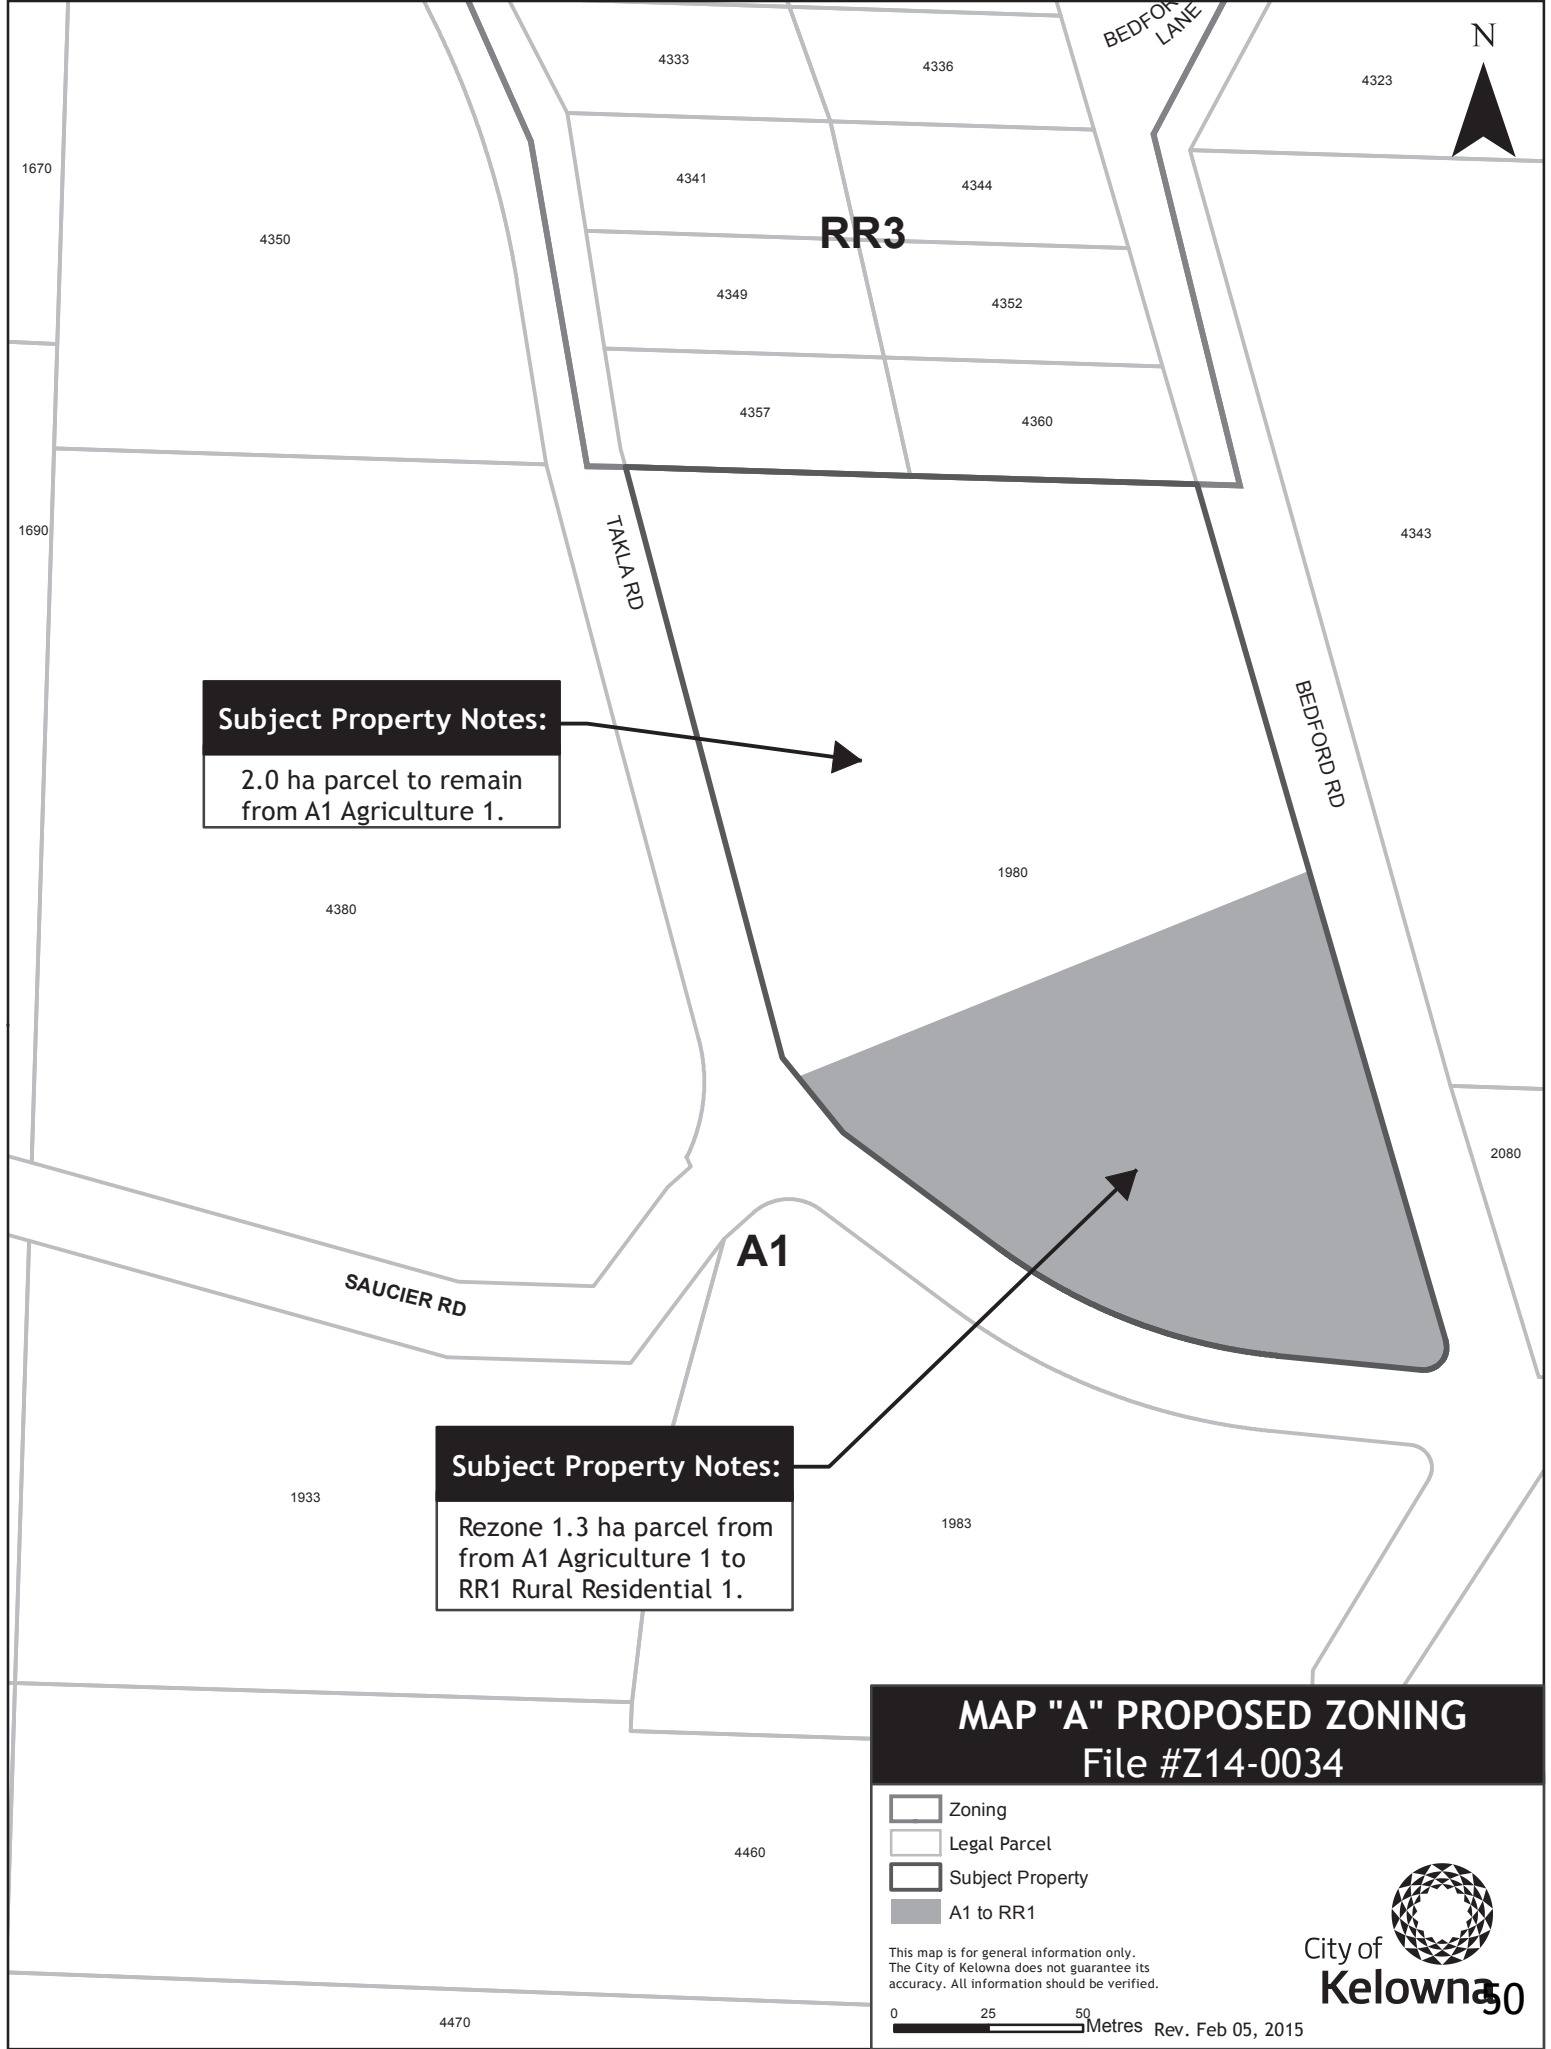 BEDFOR
LANE
N
4333
4336
4323
1670
4341
4344
4350
RR3
4349
4352
4357
4360
1690
4343
TAKLA RD
BEDFORD RD
Subject Property Notes:
2.0 ha parcel to remain
from A1 Agriculture 1.
1980
4380
2080
A1
SAUCIER RD
Subject Property Notes:
Rezone 1.3 ha parcel from
from A1 Agriculture 1 to
RR1 Rural Residential 1.
1933
1983
MAP "A" PROPOSED ZONING
File #Z14-0034
Zoning
Legal Parcel
Subject Property
A1 to RR1
4460
This map is for general information only.
The City of Kelowna does not guarantee its
accuracy. All information should be verified.
City of
Kelowna
50
0 25 50
Metres
Rev. Feb 05, 2015
4470